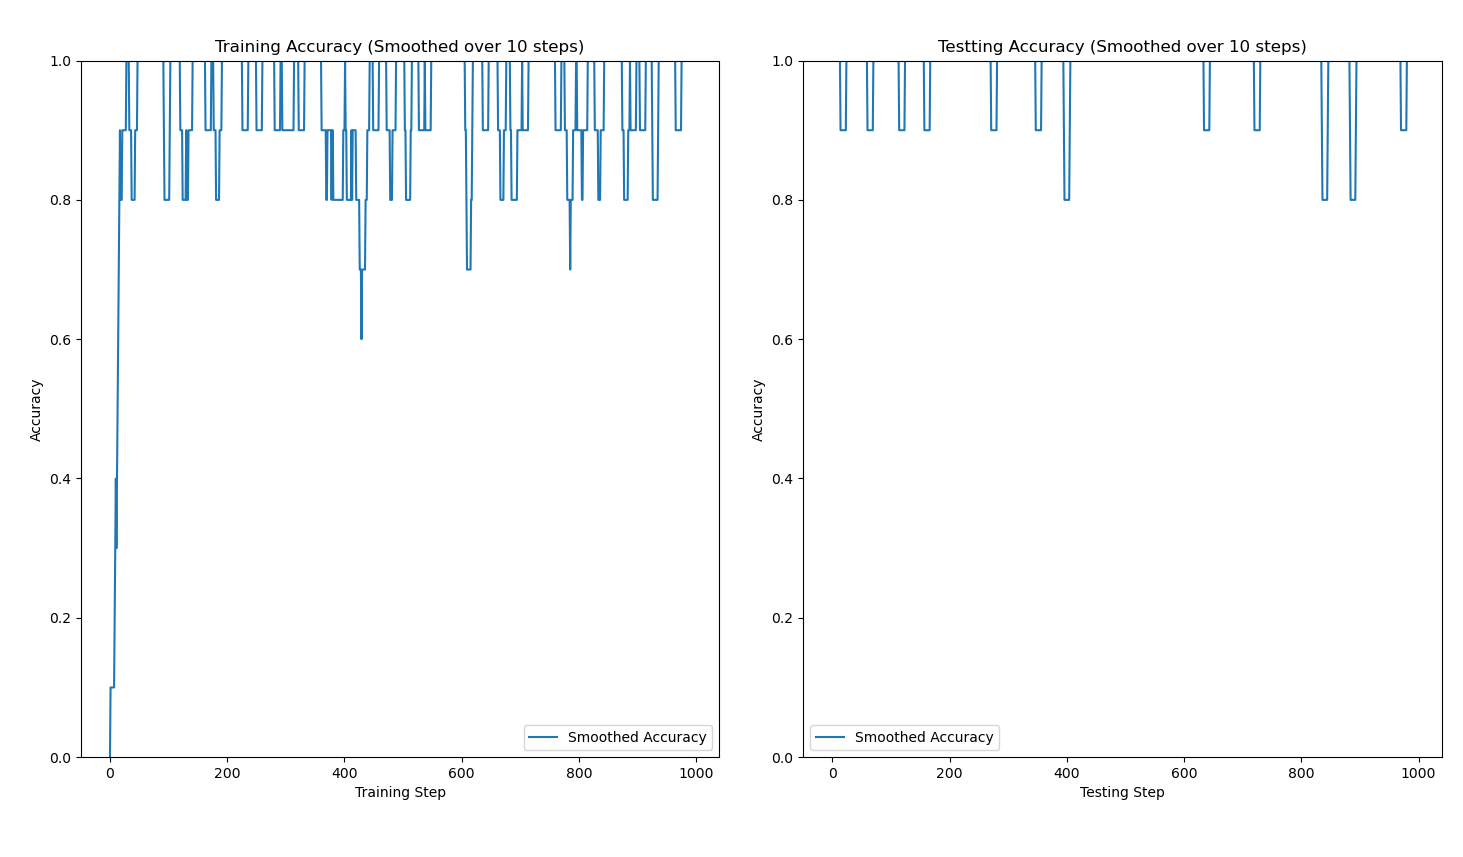 Training Accuracy (Smoothed over 10 steps)
1.0
0.8
0.6
0.4
0.2
0.0
Accuracy
0 200 400 600 800 1000
Training Step
Smoothed Accuracy
Testting Accuracy (Smoothed over 10 steps)
1.0
0.8
0.6
0.4
0.2
0.0
Accuracy
0 200 400 600 800 1000
Testing Step
Smoothed Accuracy